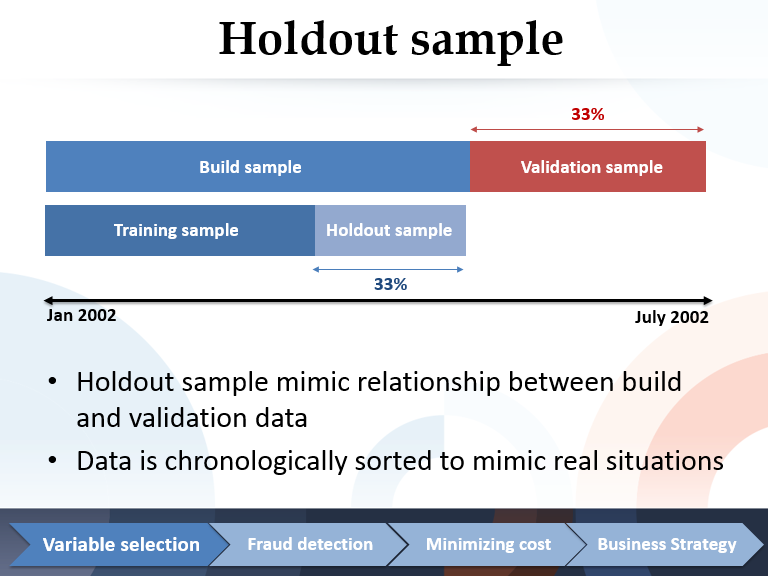 Holdout sample
33%
Build sample
Validation sample
Training sample
Holdout sample
33%
Jan 2002
July 2002
• Holdout sample mimic relationship between build
and validation data
• Data is chronologically sorted to mimic real situations
Variable selection
Fraud detection
Minimizing cost
Business Strategy